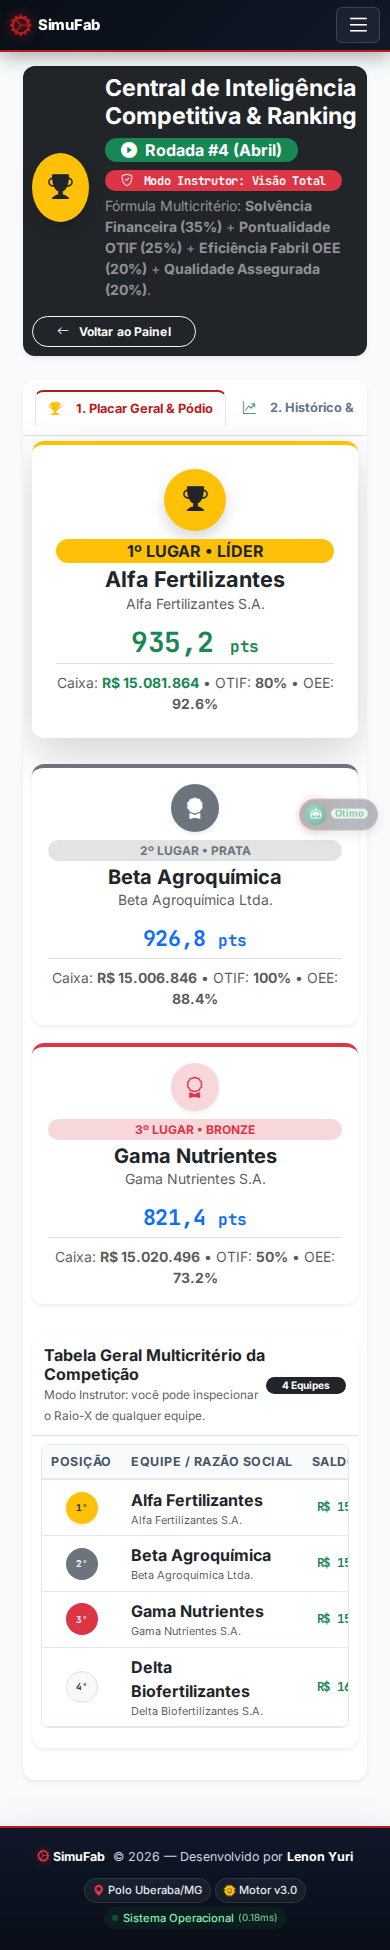 SimuFab
Central de Inteligência
Competitiva & Ranking
Rodada #4 (Abril)
Modo Instrutor: Visão Total
Fórmula Multicritério: Solvência
Financeira (35%) + Pontualidade
OTIF (25%) + Eficiência Fabril OEE
(20%) + Qualidade Assegurada
(20%).
Voltar ao Painel
1. Placar Geral & Pódio
2. Histórico &
1º LUGAR • LÍDER
Alfa Fertilizantes
Alfa Fertilizantes S.A.
935,2 pts
Caixa: R$ 15.081.864 • OTIF: 80% • OEE:
92.6%
Otimo
2º LUGAR • PRATA
Beta Agroquímica
Beta Agroquímica Ltda.
926,8 pts
Caixa: R$ 15.006.846 • OTIF: 100% • OEE:
88.4%
3º LUGAR • BRONZE
Gama Nutrientes
Gama Nutrientes S.A.
821,4 pts
Caixa: R$ 15.020.496 • OTIF: 50% • OEE:
73.2%
Tabela Geral Multicritério da
Competição
Modo Instrutor: você pode inspecionar
o Raio-X de qualquer equipe.
4 Equipes
POSIÇÃO EQUIPE / RAZÃO SOCIAL SALD
1º Alfa Fertilizantes R$ 15
Alfa Fertilizantes S.A.
2º Beta Agroquímica R$ 15
Beta Agroquímica Ltda.
3º Gama Nutrientes R$ 15
Gama Nutrientes S.A.
4º Delta
Biofertilizantes R$ 16
Delta Biofertilizantes S.A.
SimuFab © 2026 — Desenvolvido por Lenon Yuri
Polo Uberaba/MG Motor v3.0
Sistema Operacional (0.18ms)